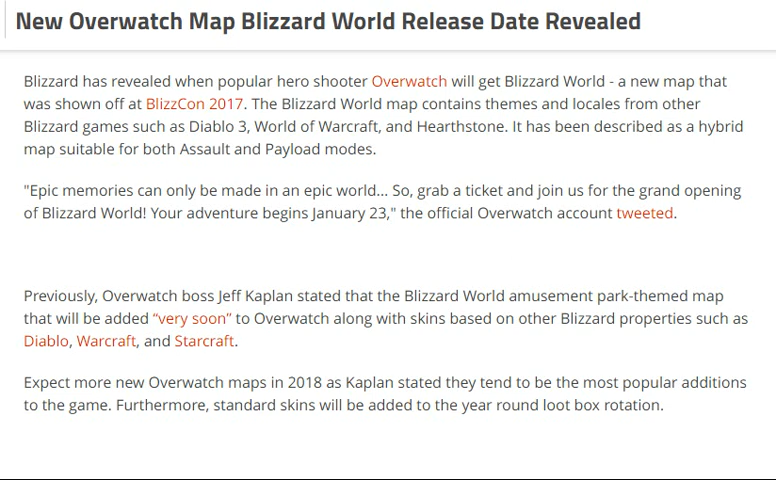 New Overwatch Map Blizzard World Release Date Revealed
Blizzard has revealed when popular hero shooter Overwatch will get Blizzard World - a new map that
was shown off at BlizzCon 2017. The Blizzard World map contains themes and locales from other
Blizzard games such as Diablo 3, World of Warcraft, and Hearthstone. It has been described as a hybrid
map suitable for both Assault and Payload modes.
"Epic memories can only be made in an epic world... So, grab a ticket and join us for the grand opening
of Blizzard World! Your adventure begins January 23," the official Overwatch account tweeted.
Previously, Overwatch boss Jeff Kaplan stated that the Blizzard World amusement park-themed map
that will be added “very soon” to Overwatch along with skins based on other Blizzard properties such as
Diablo, Warcraft, and Starcraft.
Expect more new Overwatch maps in 2018 as Kaplan stated they tend to be the most popular additions
to the game. Furthermore, standard skins will be added to the year round loot box rotation.